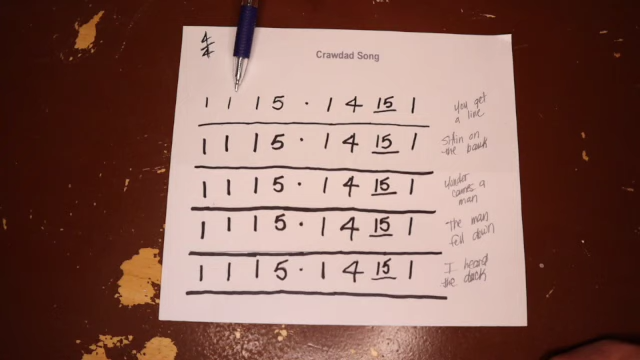 4
4
Crawdad Song
1 1 1 5 · 1 4 15 1
You get
a line
1 1 1 5 · 1 4 15 1
Sittin on
the bank
1 1 1 5 · 1 4 15 1
Yonder
comes a
man
1 1 1 5 · 1 4 15 1
The man
fell down
1 1 1 5 · 1 4 15 1
I heard
the duck